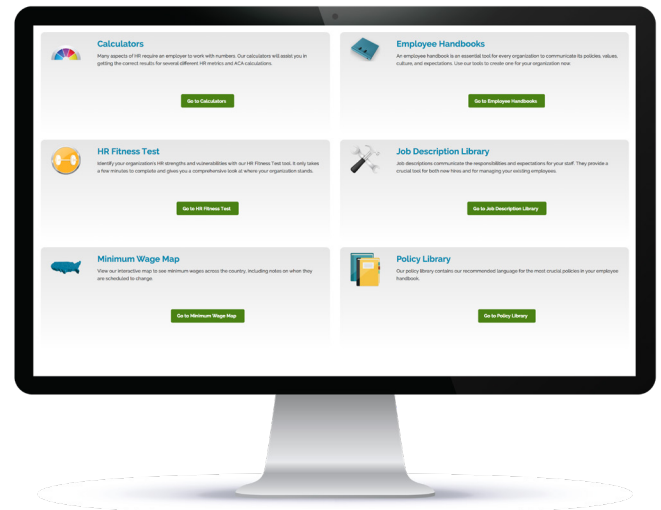 Calculators
Many aspects of HR require an employer to work with numbers. Our calculators will assist you in
getting the correct results for several different HR metrics and ACA calculations.
Go to Calculators
Employee Handbooks
An employee handbook is an essential tool for every organization to communicate its policies, values,
culture, and expectations. Use our tools to create one for your organization now.
Go to Employee Handbooks
HR Fitness Test
Identify your organization's HR strengths and vulnerabilities with our HR Fitness Test tool. It only takes
a few minutes to complete and gives you a comprehensive look at where your organization stands.
Go to HR Fitness Test
Job Description Library
Job descriptions communicate the responsibilities and expectations for your staff. They provide a
crucial tool for both new hires and for managing your existing employees.
Go to Job Description Library
Minimum Wage Map
View our interactive map to see minimum wages across the country, including notes on when they
are scheduled to change.
Go to Minimum Wage Map
Policy Library
Our policy library contains our recommended language for the most crucial policies in your employee
handbook.
Go to Policy Library